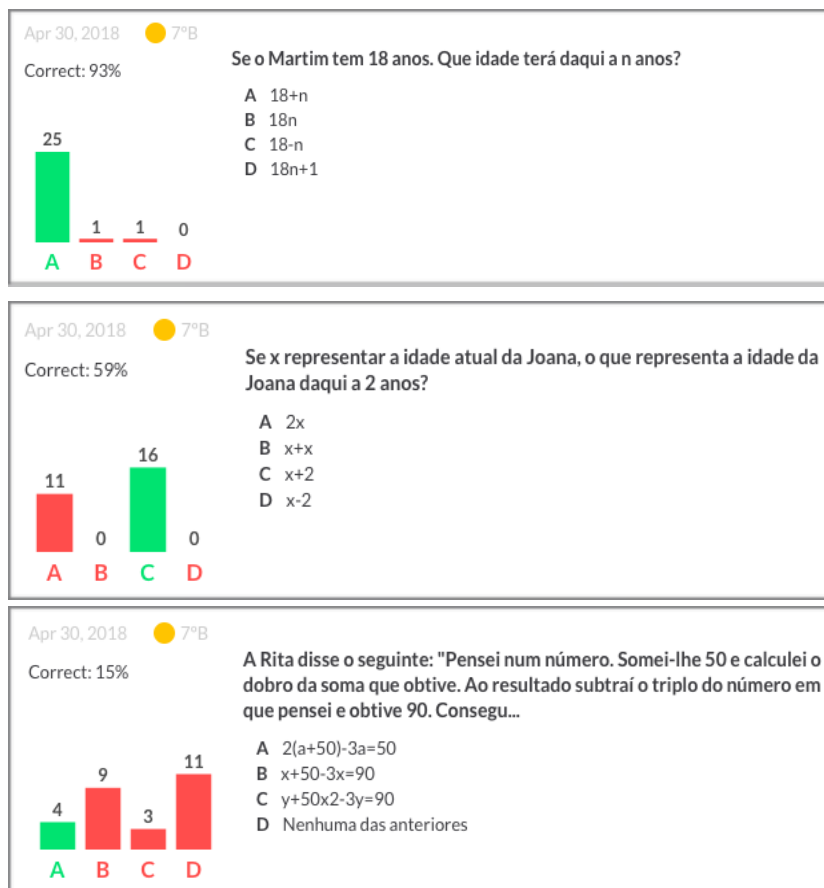 Apr 30, 2018 7ºB
Correct: 93%
Se o Martim tem 18 anos. Que idade terá daqui a n anos?
A 18+n
B 18n
C 18-n
D 18n+1
25
1 1 0
A B C D
Apr 30, 2018 7ºB
Correct: 59%
Se x representar a idade atual da Joana, o que representa a idade da
Joana daqui a 2 anos?
A 2x
B x+x
C x+2
D x-2
11 0 16 0
A B C D
Apr 30, 2018 7ºB
Correct: 15%
A Rita disse o seguinte: "Pensei num número. Somei-lhe 50 e calculei o
dobro da soma que obtive. Ao resultado subtraí o triplo do número em
que pensei e obtive 90. Consegu...
A 2(a+50)-3a=50
B x+50-3x=90
C y+50x2-3y=90
D Nenhuma das anteriores
4 9 3 11
A B C D